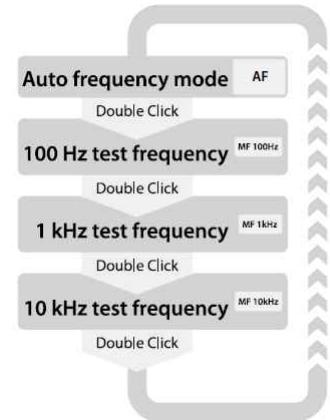 Auto frequency mode AF
Double Click
100 Hz test frequency MF 100Hz
Double Click
1 kHz test frequency MF 1kHz
Double Click
10 kHz test frequency MF 10kHz
Double Click